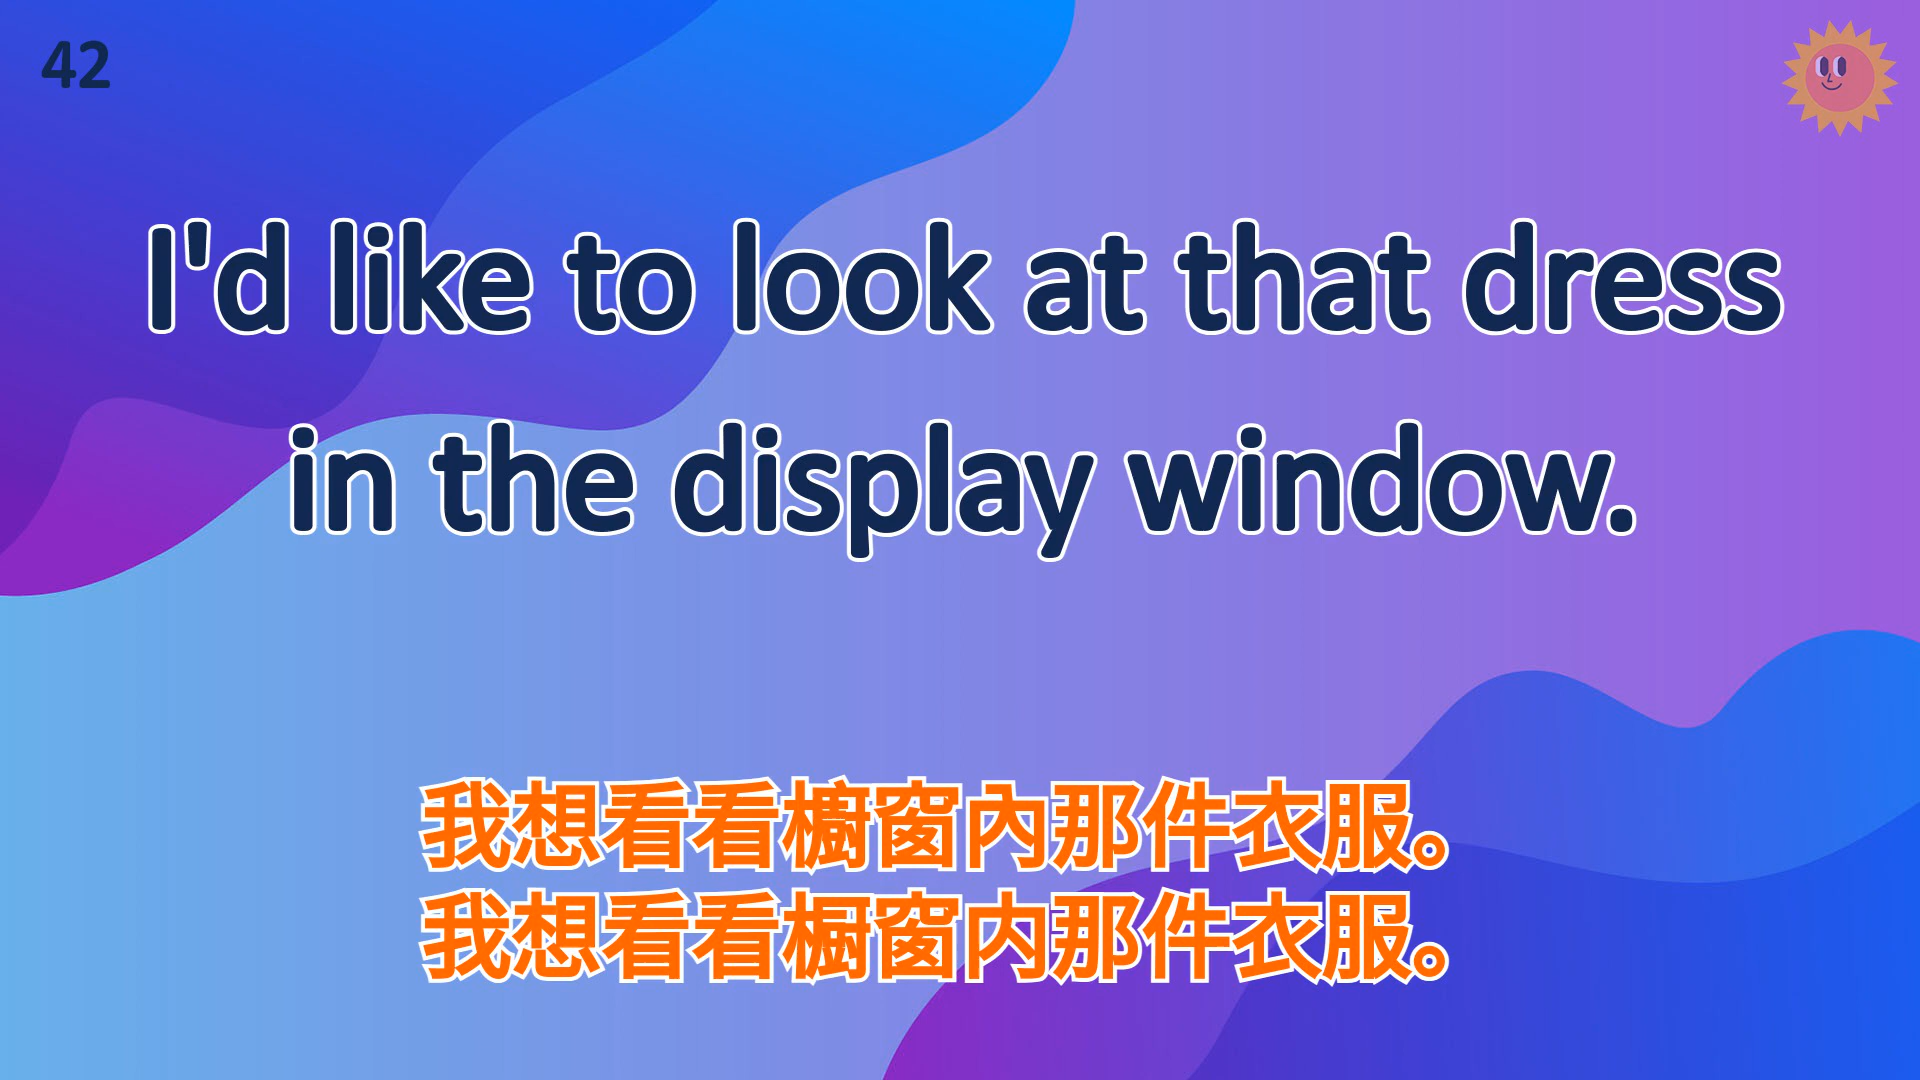 42
I'd like to look at that dress
in the display window.
我想看看櫥窗內那件衣服。
我想看看橱窗内那件衣服。